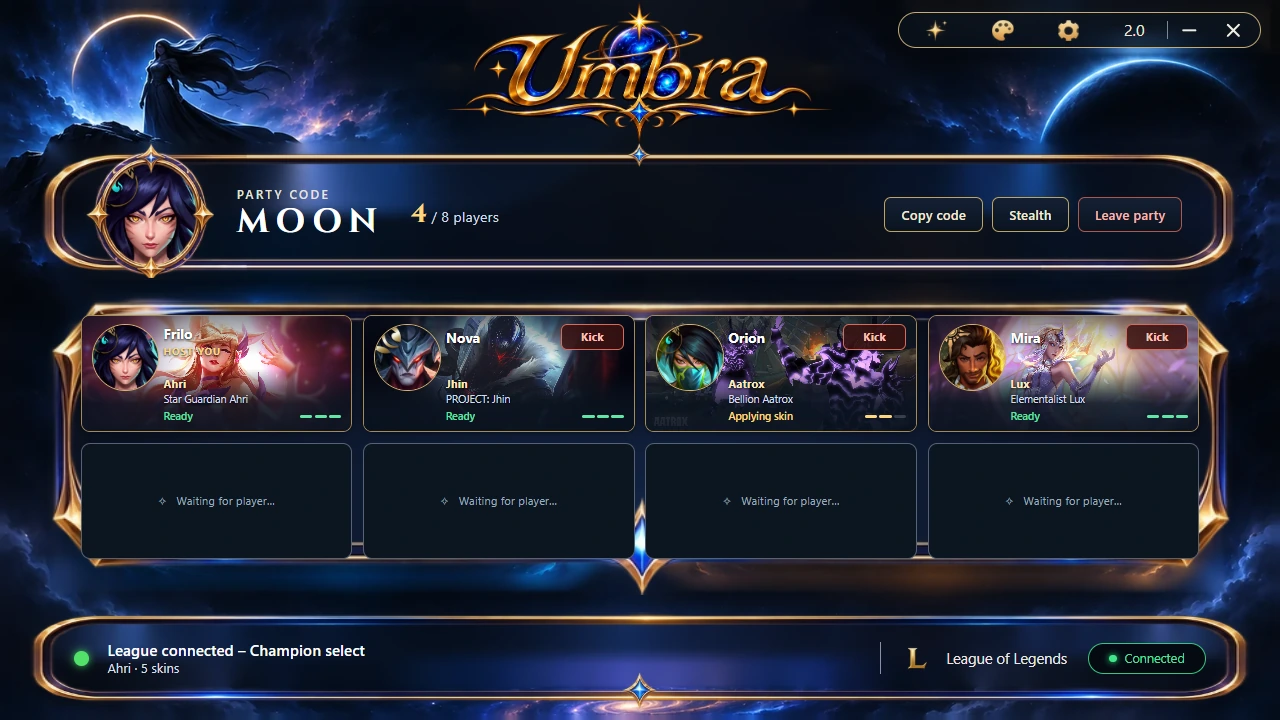 Umbra
2.0
PARTY CODE
MOON
4 / 8 players
Copy code
Stealth
Leave party
Frilo
HOST YOU
Ahri
Star Guardian Ahri
Ready
Nova
Kick
Jhin
PROJECT: Jhin
Ready
Orion
Kick
Aatrox
Bellion Aatrox
Applying skin
AATROX
Mira
Kick
Lux
Elementalist Lux
Ready
Waiting for player...
Waiting for player...
Waiting for player...
Waiting for player...
League connected – Champion select
Ahri · 5 skins
L
League of Legends
Connected